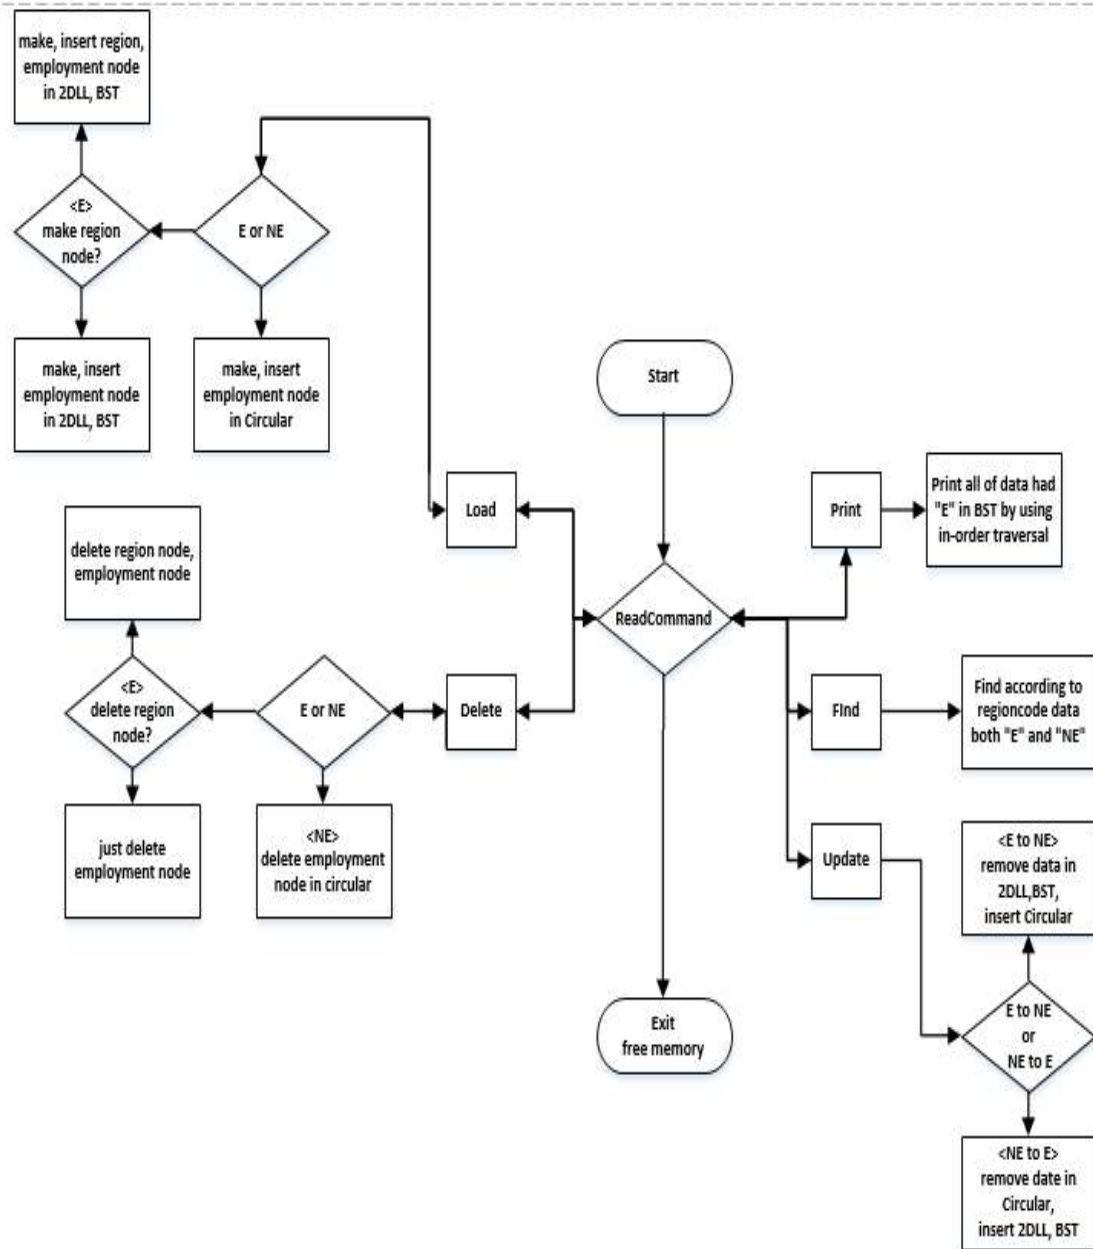 make, insert region,
employment node
in 2DLL, BST
<E>
make region
node?
E or NE
make, insert
employment node
in 2DLL, BST
make, insert
employment node
in Circular
Start
Load
Print
Print all of data had
"E" in BST by using
in-order traversal
delete region node,
employment node
ReadCommand
<E>
delete region
node?
E or NE
Delete
FInd
Find according to
regioncode data
both "E" and "NE"
just delete
employment node
<NE>
delete employment
node in circular
Update
<E to NE>
remove data in
2DLL,BST,
insert Circular
Exit
free memory
E to NE
or
NE to E
<NE to E>
remove date in
Circular,
insert 2DLL, BST